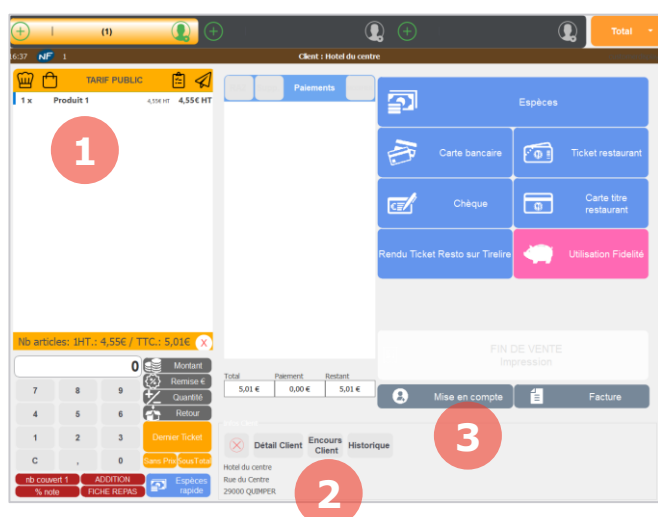 (1)
Total
16:37 NF 1 Client : Hotel du centre
TARIF PUBLIC
1 x Produit 1 4,55€ HT 4,55€ HT
1
Paiements
Espèces
Carte bancaire
Ticket restaurant
Chèque
Carte titre
restaurant
Rendu Ticket Resto sur Tirelire
Utilisation Fidelité
Nb articles: 1HT.: 4,55€ / TTC.: 5,01€ X
FIN DE VENTE
Impression
0
Montant
Remise €
Quantité
Retour
7 8 9
4 5 6
1 2 3
C , 0
Dernier Ticket
Sans Prix
SousTotal
nb couvert 1
ADDITION
% note
FICHE REPAS
Espèces
rapide
Total Paiement Restant
5,01 € 0,00 € 5,01 €
Mise en compte
Facture
3
Détail Client
Encours
Client
Historique
Hotel du centre
Rue du Centre
29000 QUIMPER
2